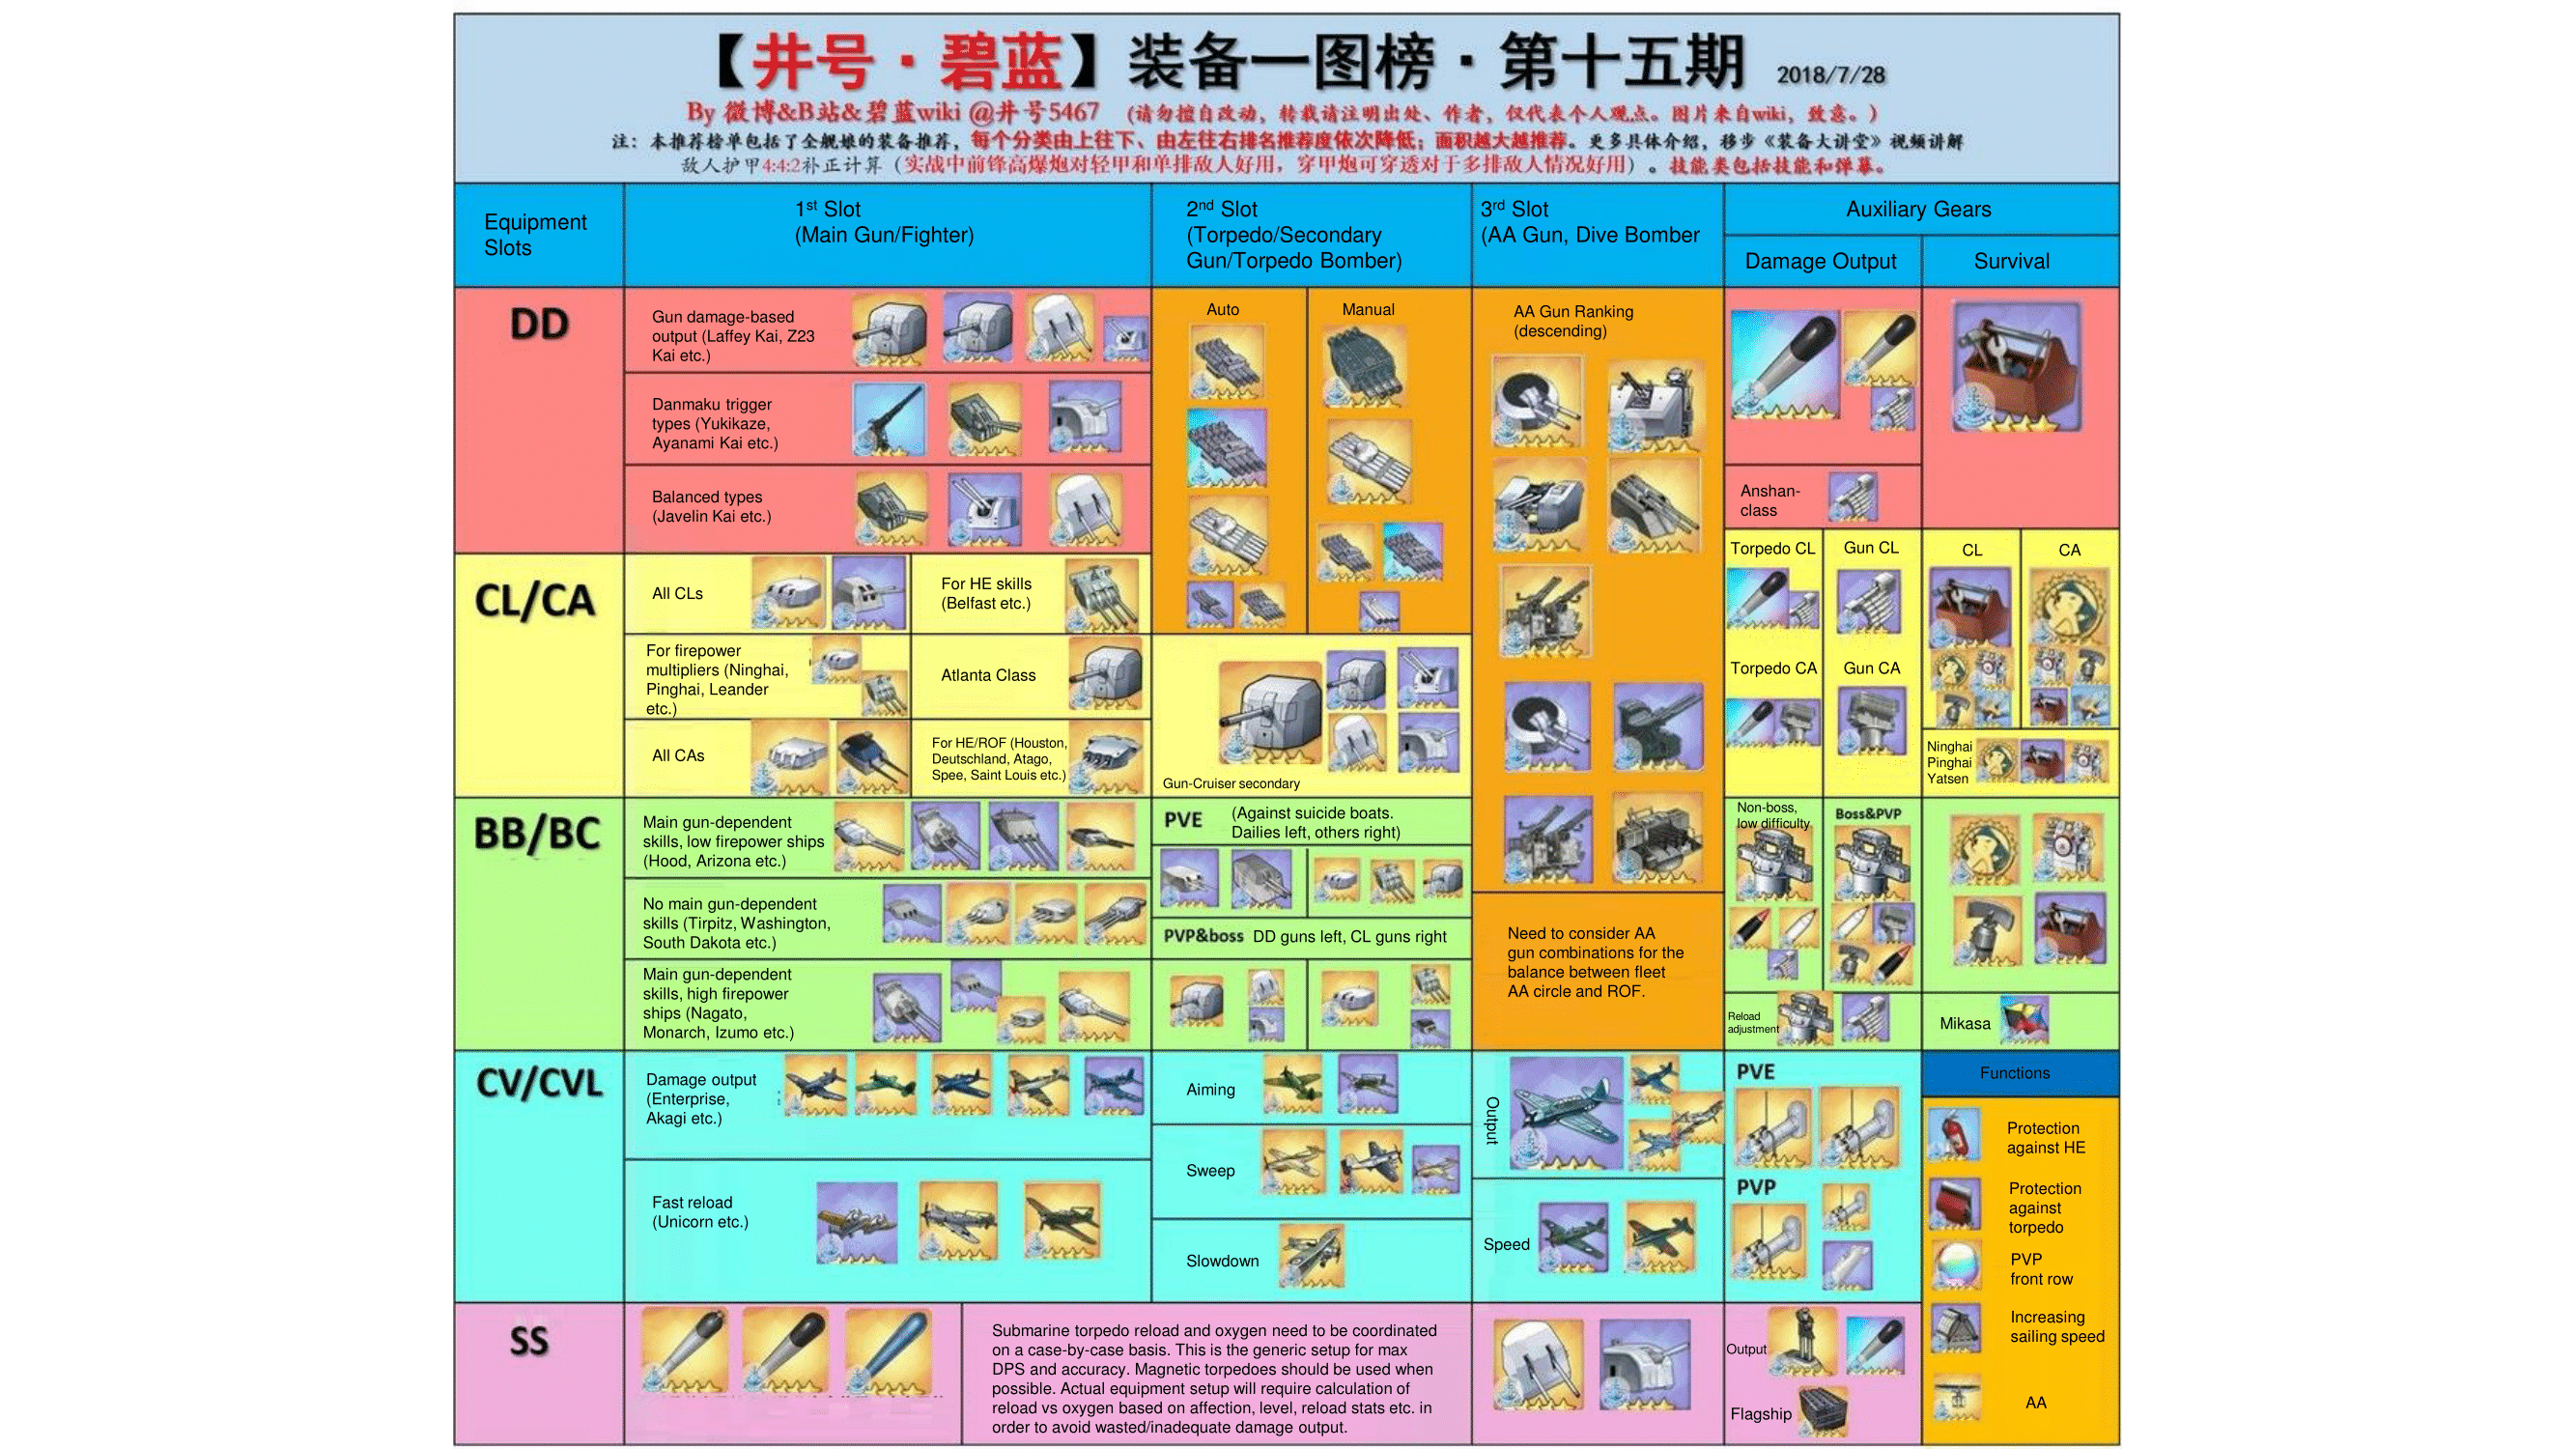 【井号·碧蓝】装备一图榜·第十五期 2018/7/28
By 微博&B站&碧蓝wiki @井号5467 (请勿擅自改动，转载请注明出处、作者，仅代表个人观点。图片来自wiki，致意。)
注：本推荐榜单包括了全舰娘的装备推荐，每个分类由上往下、由左往右排名推荐度依次降低；面积越大越推荐。更多具体介绍，移步《装备大讲堂》视频讲解
敌人护甲4:4:2补正计算（实战中前锋高爆炮对轻甲和单排敌人好用，穿甲炮可穿透对于多排敌人情况好用）。技能类包括技能和弹幕。
Equipment
Slots
1st Slot
(Main Gun/Fighter)
2nd Slot
(Torpedo/Secondary
Gun/Torpedo Bomber)
3rd Slot
(AA Gun, Dive Bomber
Auxiliary Gears
Damage Output
Survival
DD
Gun damage-based
output (Laffey Kai, Z23
Kai etc.)
Danmaku trigger
types (Yukikaze,
Ayanami Kai etc.)
Balanced types
(Javelin Kai etc.)
Auto
Manual
AA Gun Ranking
(descending)
Anshan-
class
CL/CA
All CLs
For HE skills
(Belfast etc.)
For firepower
multipliers (Ninghai,
Pinghai, Leander
etc.)
Atlanta Class
All CAs
For HE/ROF (Houston,
Deutschland, Atago,
Spee, Saint Louis etc.)
Gun-Cruiser secondary
Torpedo CL
Gun CL
Torpedo CA
Gun CA
CL
CA
Ninghai
Pinghai
Yatsen
BB/BC
Main gun-dependent
skills, low firepower ships
(Hood, Arizona etc.)
No main gun-dependent
skills (Tirpitz, Washington,
South Dakota etc.)
Main gun-dependent
skills, high firepower
ships (Nagato,
Monarch, Izumo etc.)
PVE
(Against suicide boats.
Dailies left, others right)
PVP&boss DD guns left, CL guns right
Need to consider AA
gun combinations for the
balance between fleet
AA circle and ROF.
Non-boss,
low difficulty
Boss&PVP
Reload
adjustment
Mikasa
CV/CVL
Damage output
(Enterprise,
Akagi etc.)
Fast reload
(Unicorn etc.)
Aiming
Sweep
Slowdown
Output
Speed
PVE
PVP
Functions
Protection
against HE
Protection
against
torpedo
PVP
front row
Increasing
sailing speed
AA
SS
Submarine torpedo reload and oxygen need to be coordinated
on a case-by-case basis. This is the generic setup for max
DPS and accuracy. Magnetic torpedoes should be used when
possible. Actual equipment setup will require calculation of
reload vs oxygen based on affection, level, reload stats etc. in
order to avoid wasted/inadequate damage output.
Output
Flagship